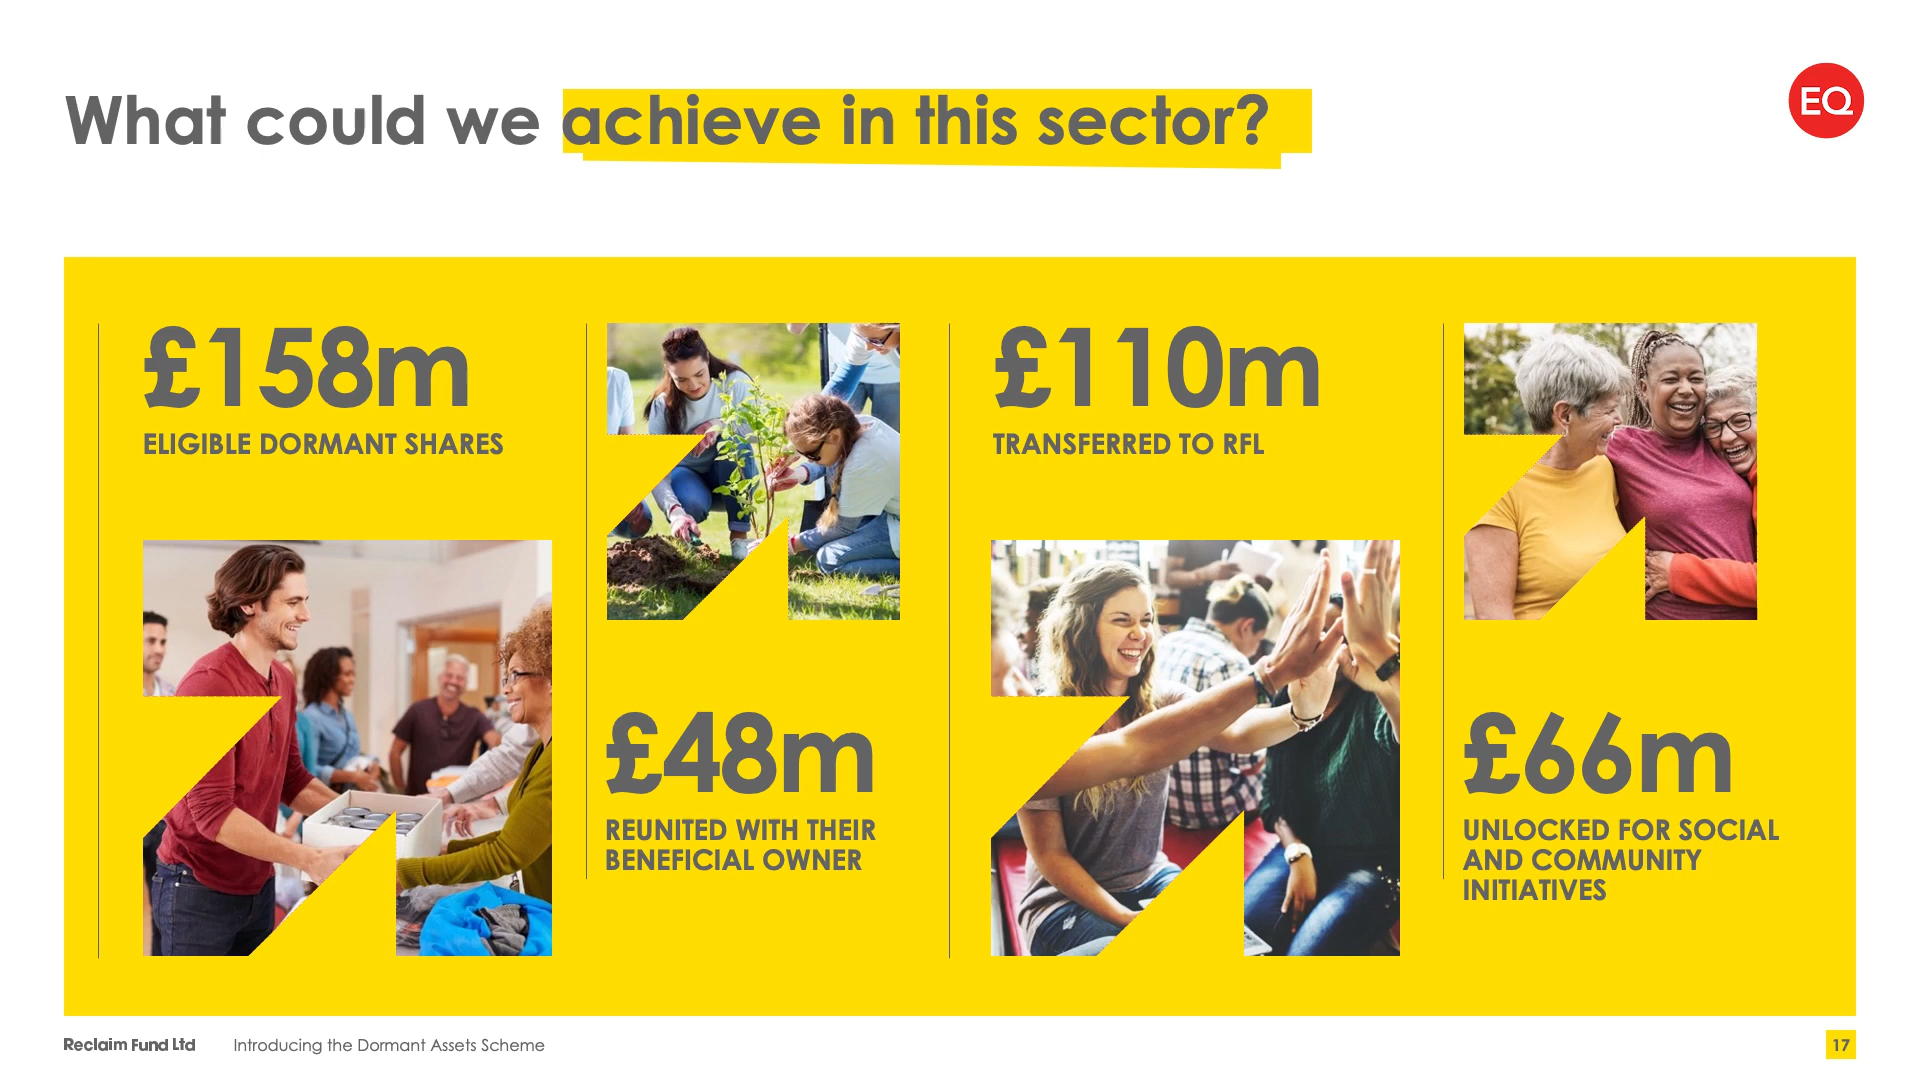 What could we achieve in this sector?
EQ
£158m
ELIGIBLE DORMANT SHARES
£48m
REUNITED WITH THEIR
BENEFICIAL OWNER
£110m
TRANSFERRED TO RFL
£66m
UNLOCKED FOR SOCIAL
AND COMMUNITY
INITIATIVES
Reclaim Fund Ltd
Introducing the Dormant Assets Scheme
17